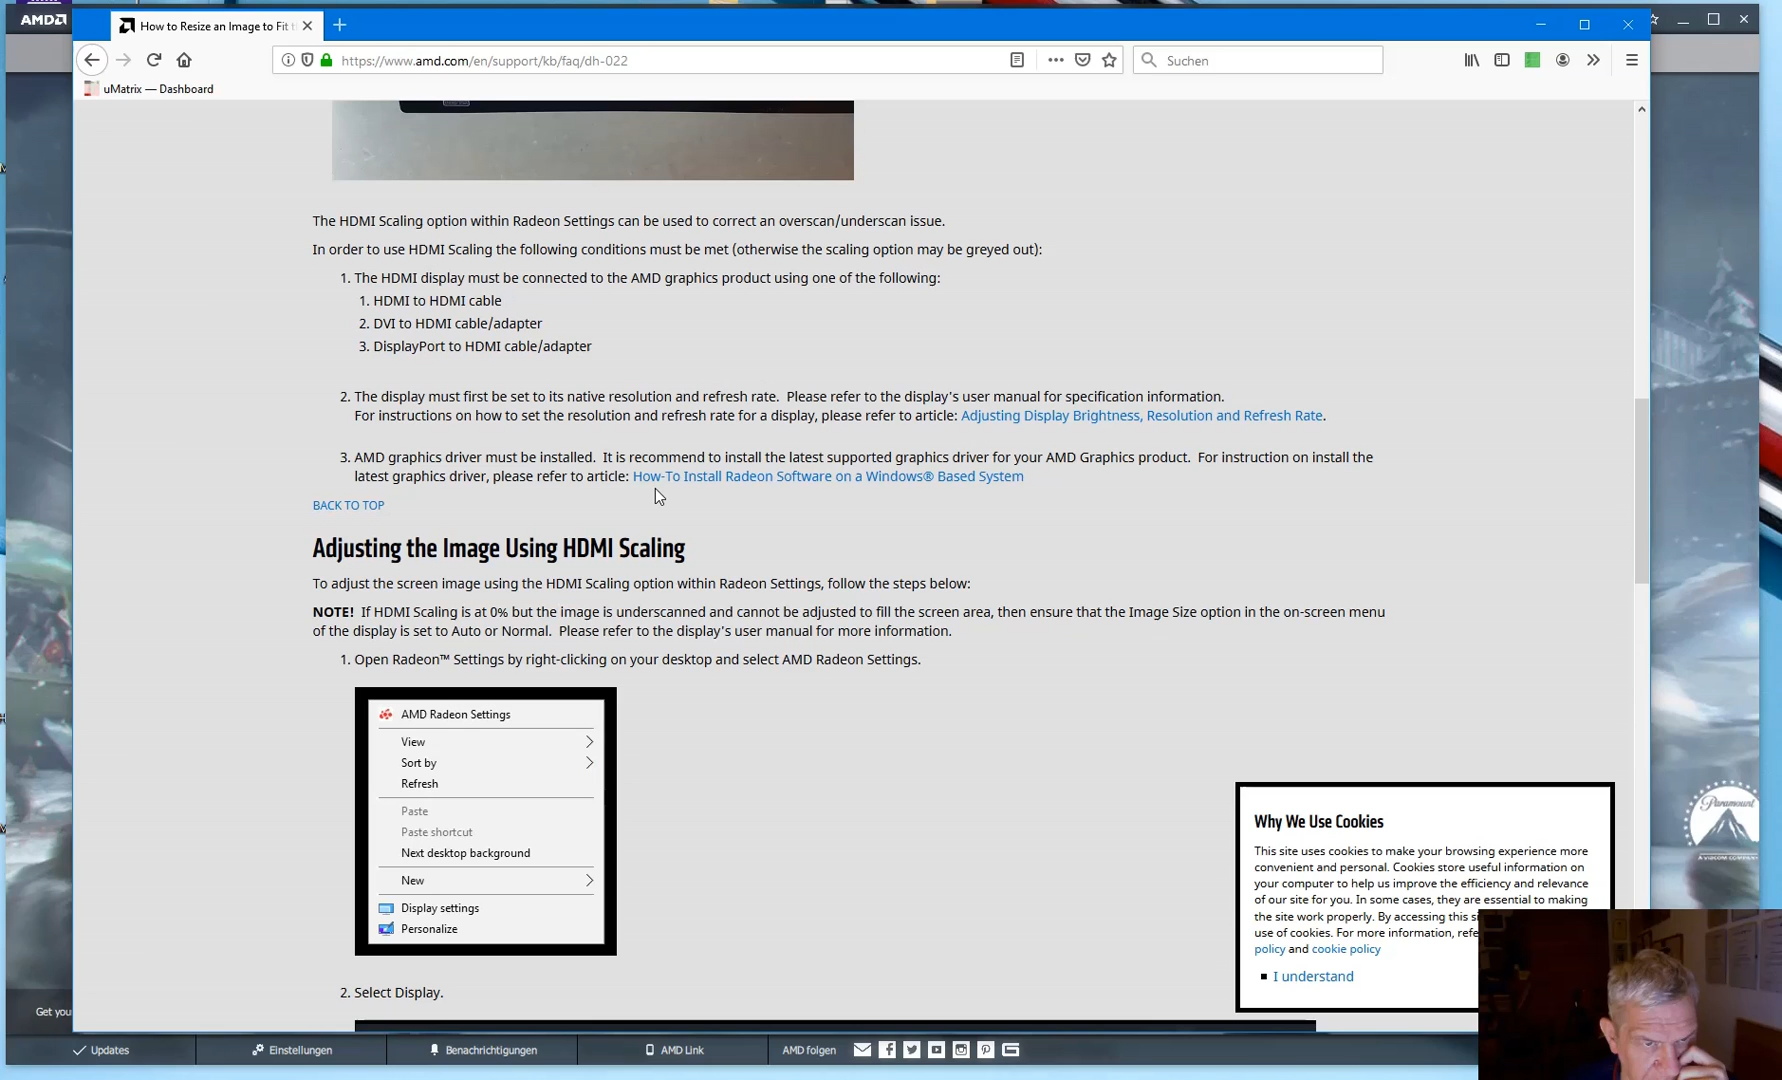 AMD
How to Resize an Image to Fit t
https://www.amd.com/en/support/kb/faq/dh-022
Suchen
uMatrix — Dashboard
The HDMI Scaling option within Radeon Settings can be used to correct an overscan/underscan issue.
In order to use HDMI Scaling the following conditions must be met (otherwise the scaling option may be greyed out):
1. The HDMI display must be connected to the AMD graphics product using one of the following:
1. HDMI to HDMI cable
2. DVI to HDMI cable/adapter
3. DisplayPort to HDMI cable/adapter
2. The display must first be set to its native resolution and refresh rate. Please refer to the display's user manual for specification information.
For instructions on how to set the resolution and refresh rate for a display, please refer to article: Adjusting Display Brightness, Resolution and Refresh Rate.
3. AMD graphics driver must be installed. It is recommend to install the latest supported graphics driver for your AMD Graphics product. For instruction on install the
latest graphics driver, please refer to article: How-To Install Radeon Software on a Windows® Based System
BACK TO TOP
Adjusting the Image Using HDMI Scaling
To adjust the screen image using the HDMI Scaling option within Radeon Settings, follow the steps below:
NOTE! If HDMI Scaling is at 0% but the image is underscanned and cannot be adjusted to fill the screen area, then ensure that the Image Size option in the on-screen menu
of the display is set to Auto or Normal. Please refer to the display's user manual for more information.
1. Open Radeon™ Settings by right-clicking on your desktop and select AMD Radeon Settings.
AMD Radeon Settings
View
Sort by
Refresh
Paste
Paste shortcut
Next desktop background
New
Display settings
Personalize
2. Select Display.
Why We Use Cookies
This site uses cookies to make your browsing experience more
convenient and personal. Cookies store useful information on
your computer to help us improve the efficiency and relevance
of our site for you. In some cases, they are essential to making
the site work properly. By accessing this si
use of cookies. For more information, refe
policy and cookie policy
I understand
Paramount
A VIACOM COMPANY
Get you
Updates
Einstellungen
Benachrichtigungen
AMD Link
AMD folgen